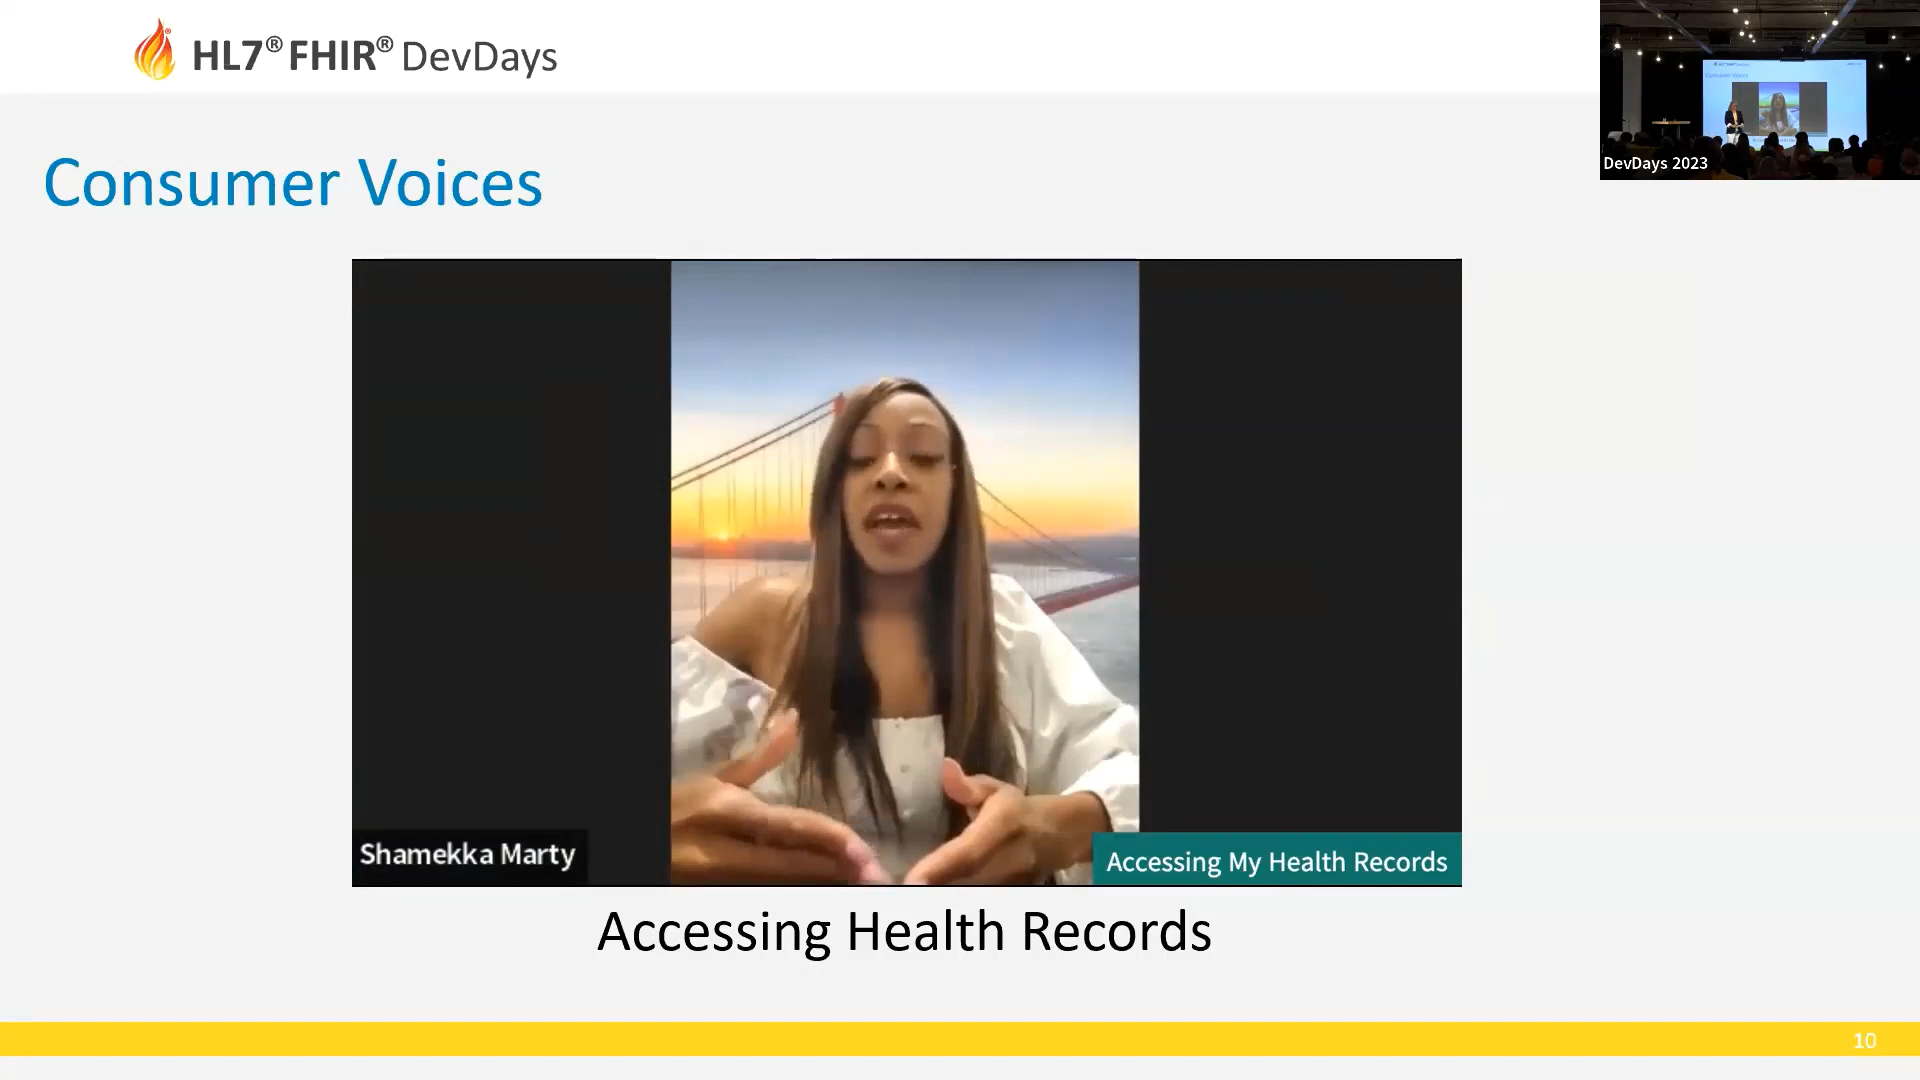 HL7® FHIR® DevDays
DevDays 2023
Consumer Voices
Shamekka Marty
Accessing My Health Records
Accessing Health Records
10